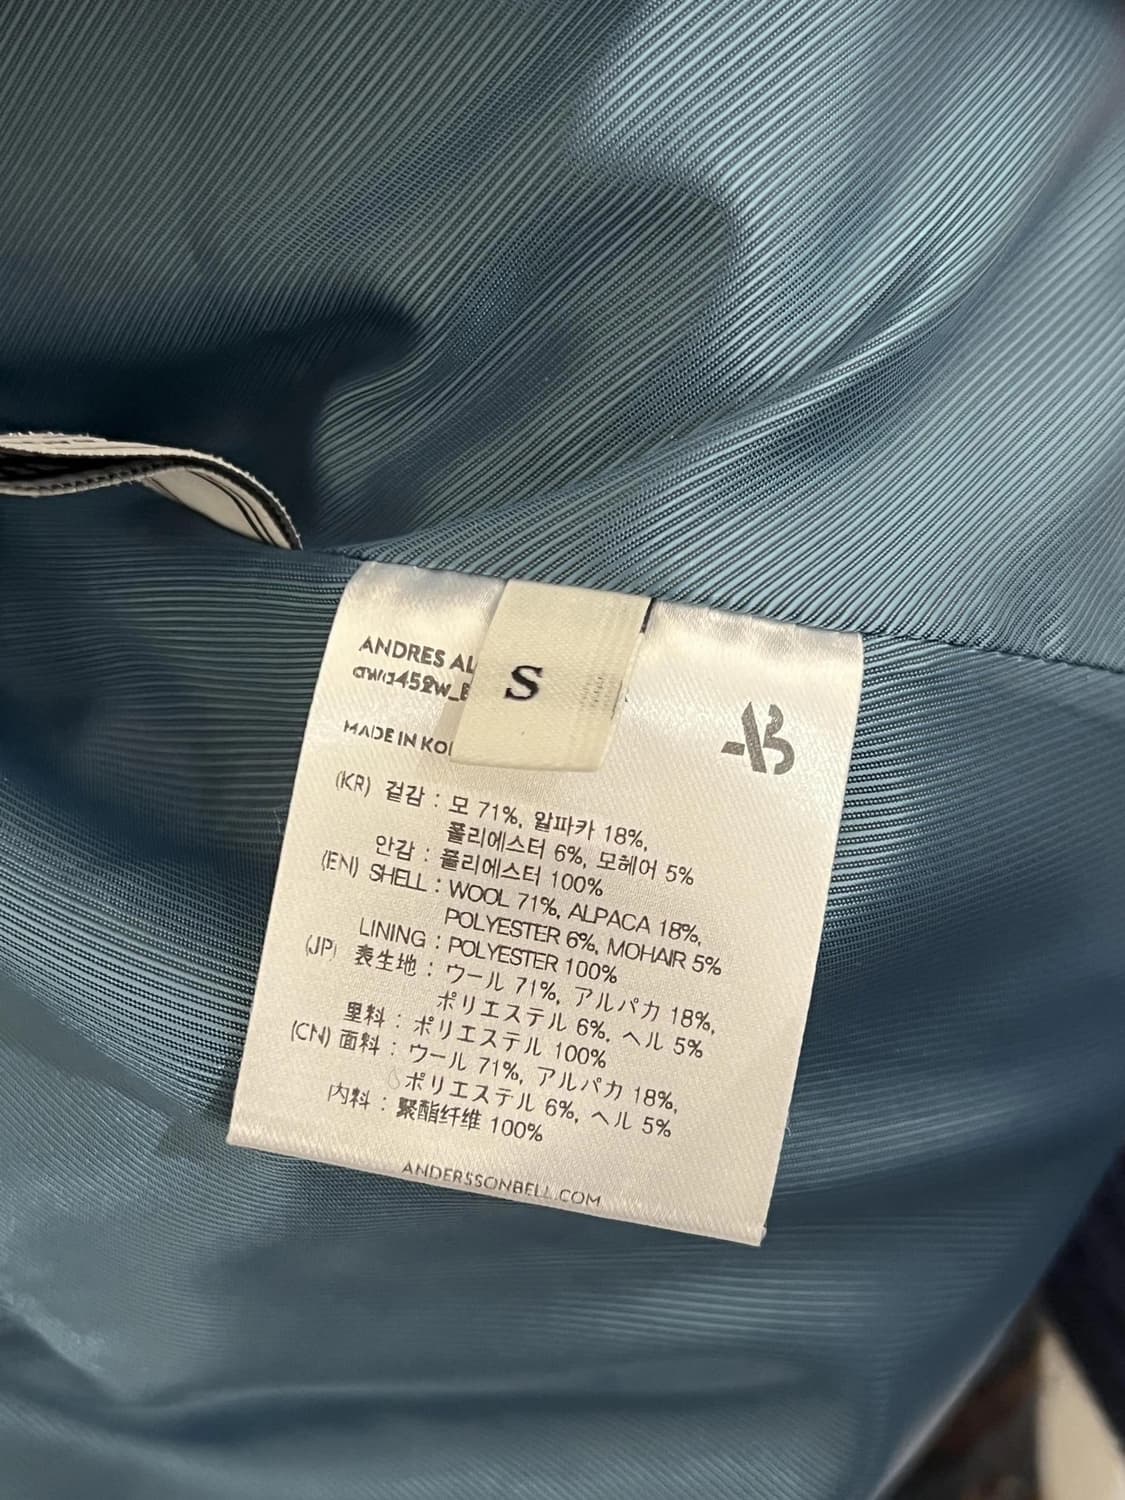 ANDRES AL
S
MADE IN KO
AB
(KR) 겉감 : 모 71%, 알파카 18%,
폴리에스터 6%, 모헤어 5%
안감 : 폴리에스터 100%
(EN) SHELL : WOOL 71%, ALPACA 18%,
POLYESTER 6%, MOHAIR 5%
LINING : POLYESTER 100%
(JP) 表生地 : ウール 71%, アルパカ 18%,
ポリエステル 6%, ヘル 5%
里料 : ポリエステル 100%
(CN) 面料 : ウール 71%, アルパカ 18%,
ポリエステル 6%, ヘル 5%
内料 : 聚酯纤维 100%
ANDERSSONBELL.COM